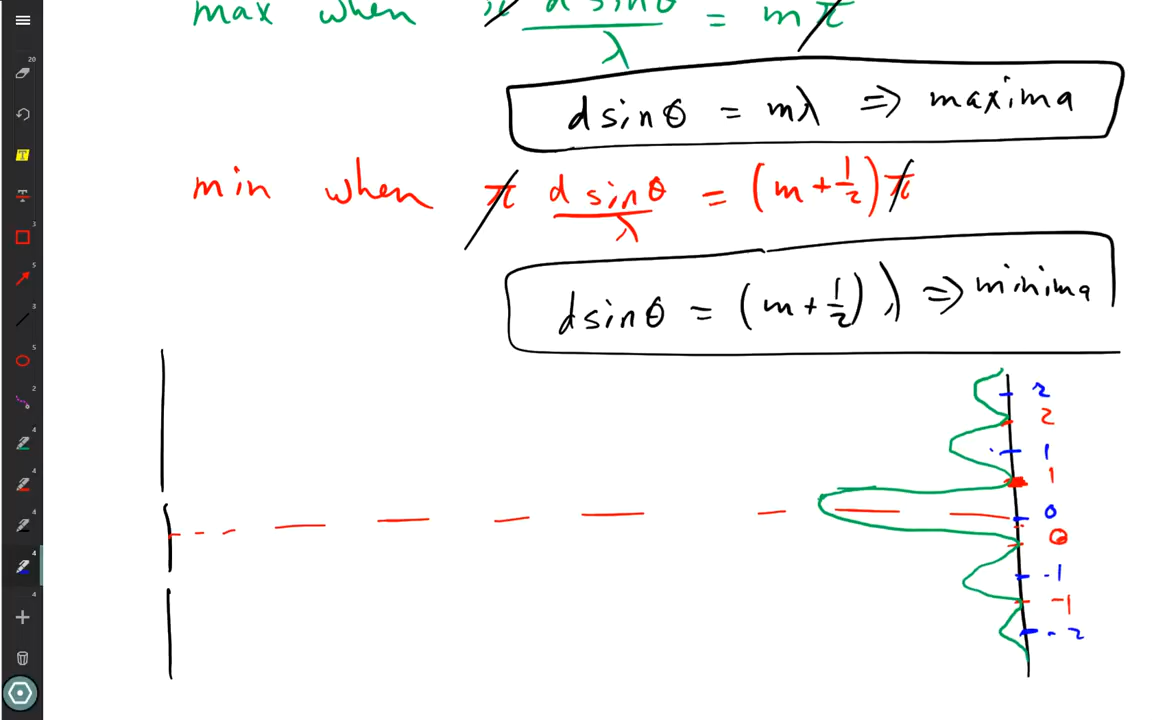 max when π d sinθ / λ = mπ
d sinθ = mλ ⇒ maxima
min when π d sinθ / λ = (m + 1/2)π
d sinθ = (m + 1/2) λ ⇒ minima
2
2
1
1
0
0
-1
-1
-2